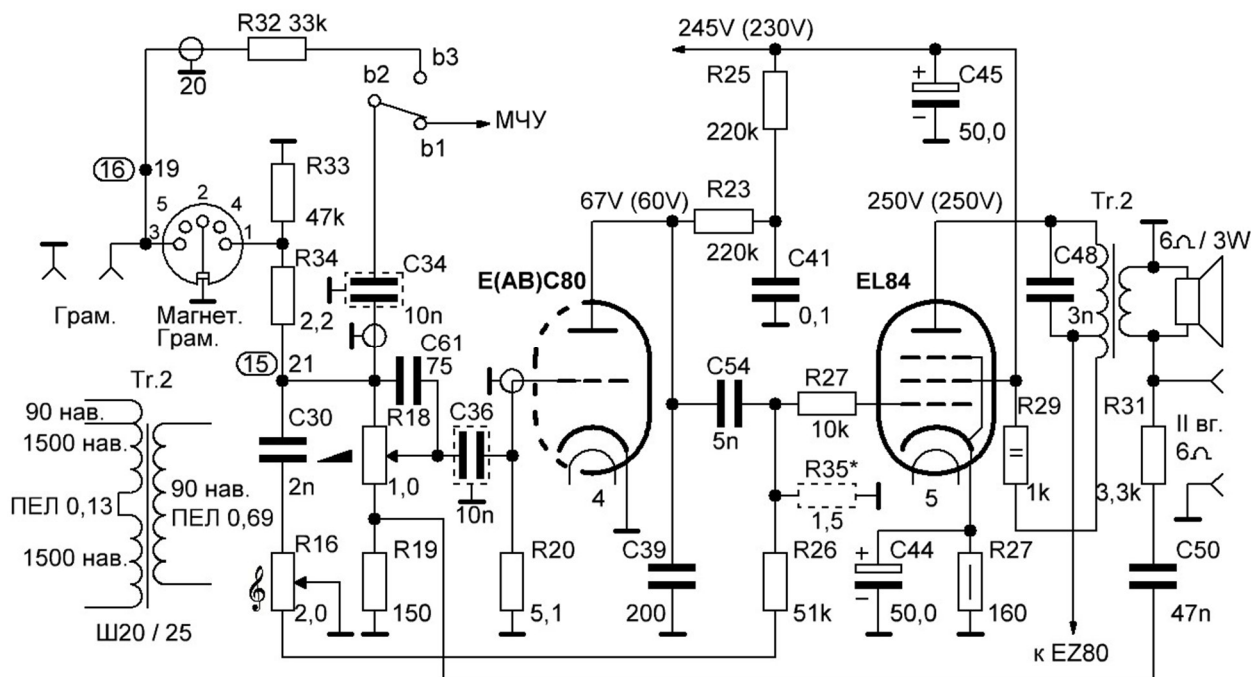 R32 33k
245V (230V)
20
b3
b2
МЧУ
b1
R25
220k
C45
+
−
50,0
16
19
R33
47k
5
2
4
3
1
67V (60V)
R23
220k
250V (250V)
Tr.2
6Ω / 3W
R34
2,2
C34
10n
E(AB)C80
C41
0,1
EL84
C48
3n
Грам.
Магнет.
Грам.
15
21
C61
75
Tr.2
90 нав.
1500 нав.
ПЕЛ 0,13
1500 нав.
90 нав.
ПЕЛ 0,69
Ш20 / 25
C30
2n
R18
1,0
C36
10n
C54
5n
R27
10k
R29
1k
R31
3,3k
II вг.
6Ω
4
5
R35*
1,5
R16
2,0
R19
150
R20
5,1
C39
200
R26
51k
+
−
C44
50,0
R27
160
C50
47n
к EZ80